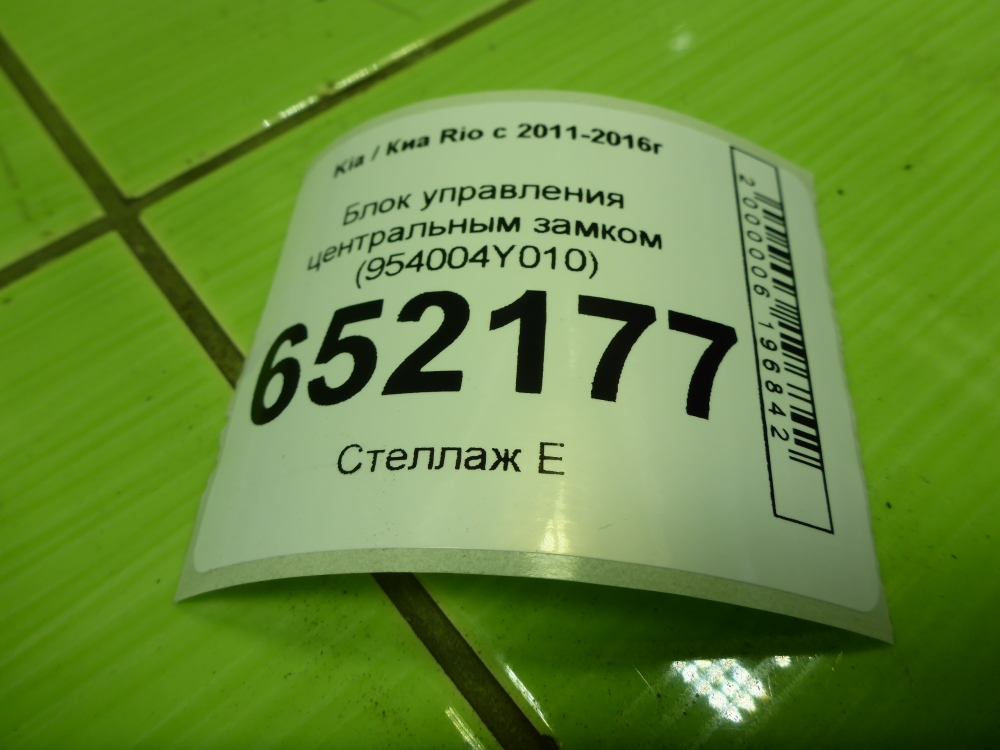 Kia / Киа Rio с 2011-2016г
Блок управления
центральным замком
(954004Y010)
652177
Стеллаж E
2000006196842